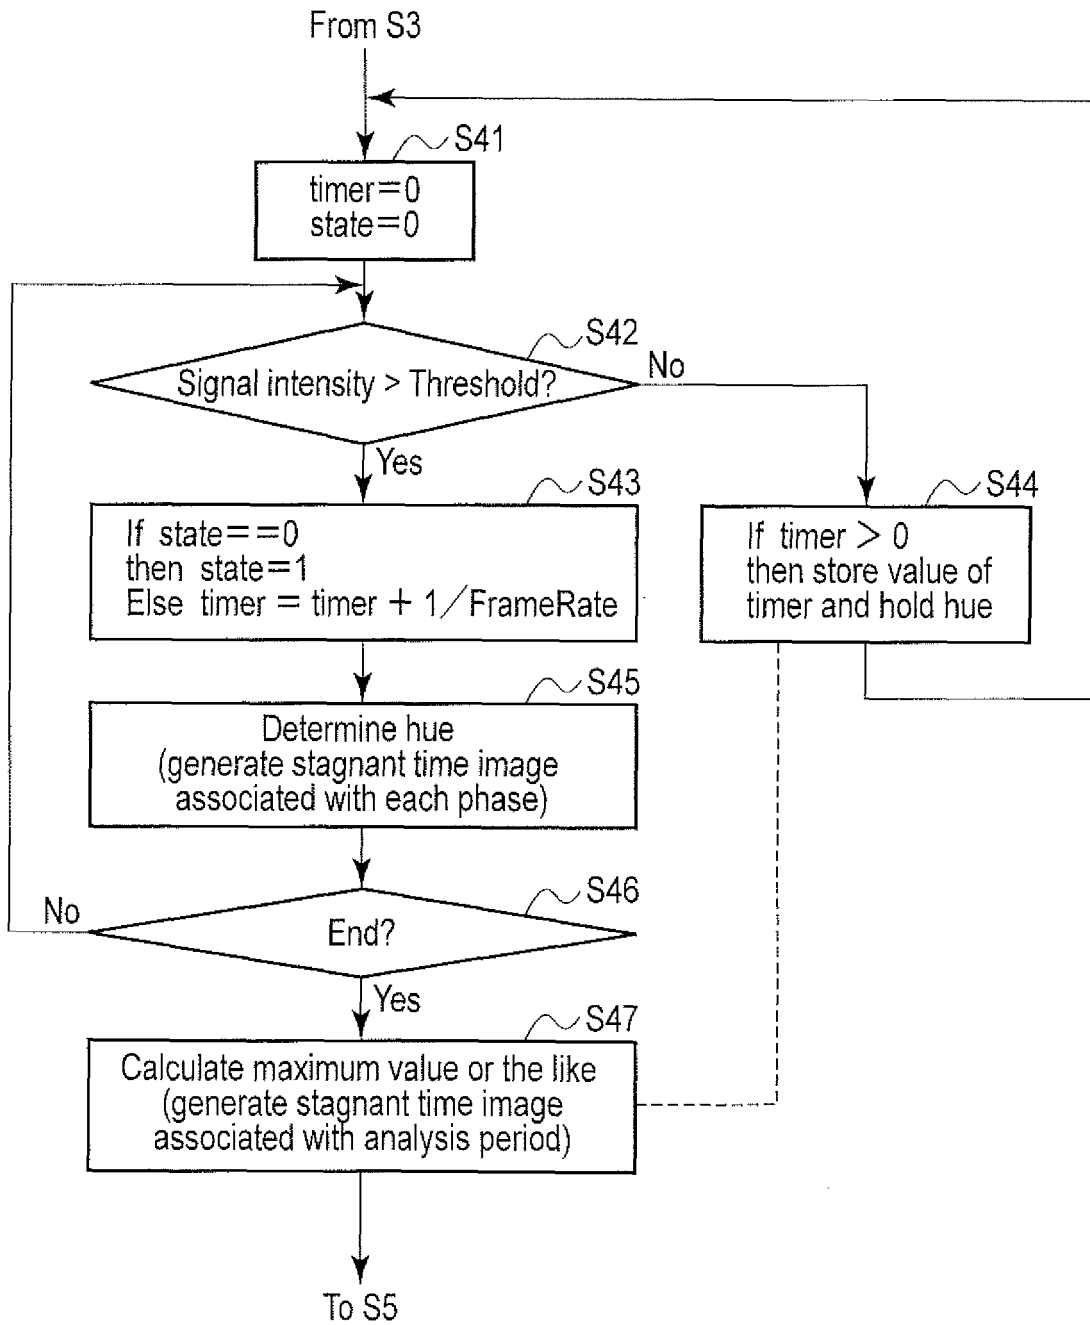 From S3
S41
timer=0
state=0
S42
Signal intensity > Threshold?
No
Yes
S43
If state==0
then state=1
Else timer = timer + 1/FrameRate
S44
If timer > 0
then store value of
timer and hold hue
S45
Determine hue
(generate stagnant time image
associated with each phase)
S46
No
End?
Yes
S47
Calculate maximum value or the like
(generate stagnant time image
associated with analysis period)
To S5